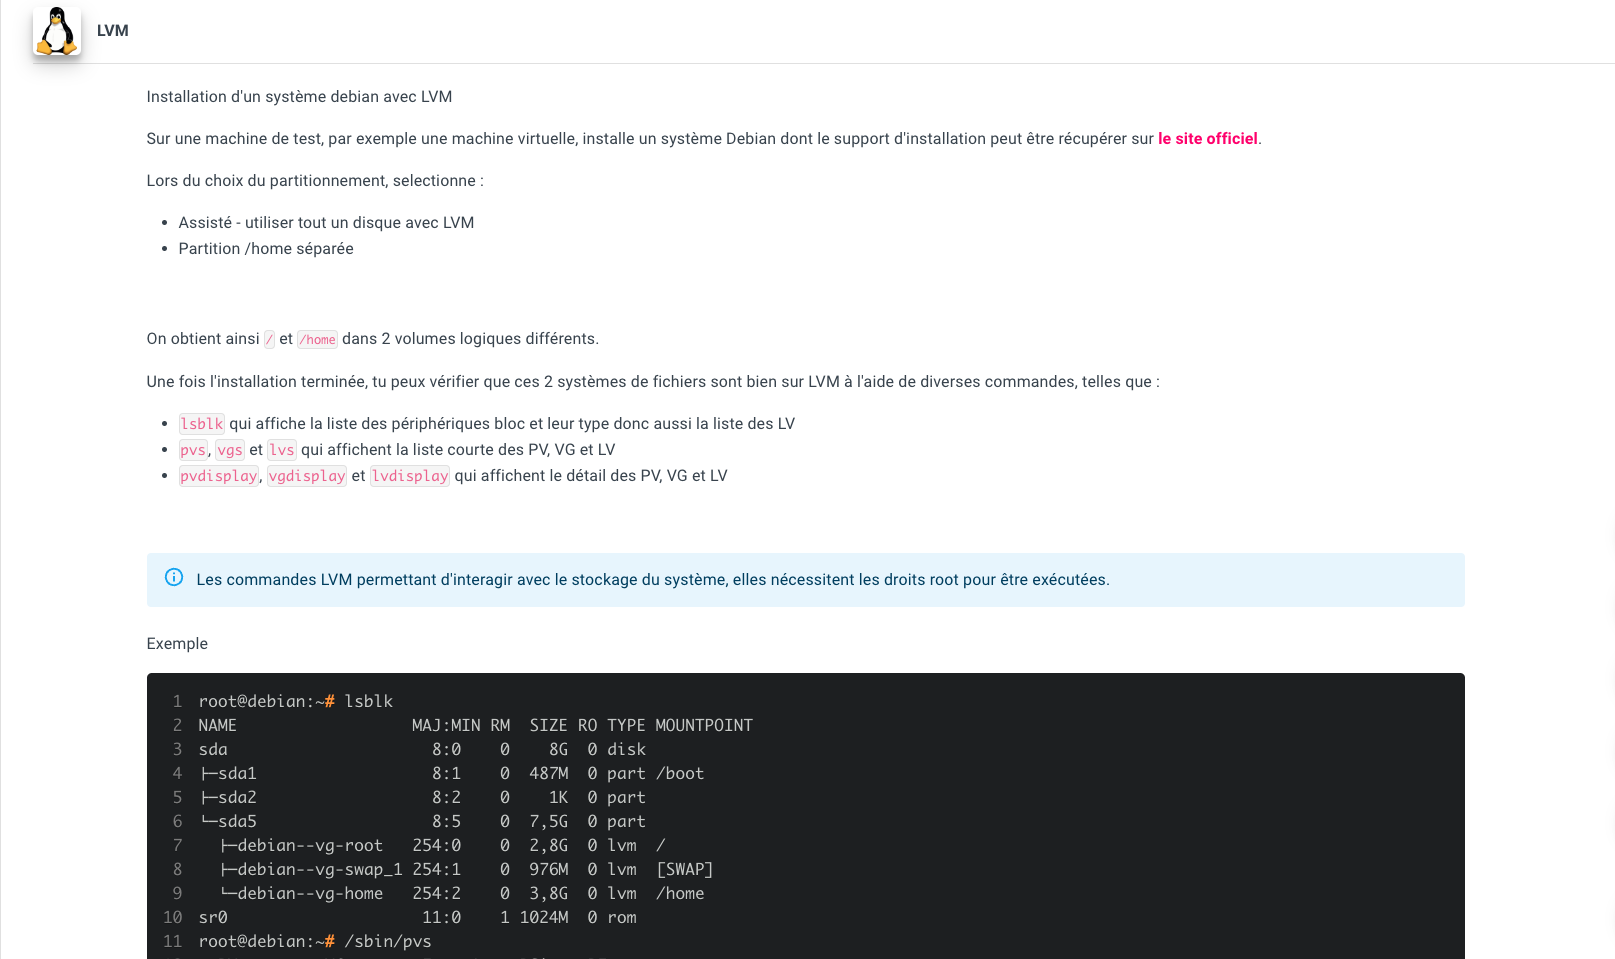 LVM
Installation d'un système debian avec LVM
Sur une machine de test, par exemple une machine virtuelle, installe un système Debian dont le support d'installation peut être récupérer sur le site officiel.
Lors du choix du partitionnement, selectionne :
• Assisté - utiliser tout un disque avec LVM
• Partition /home séparée
On obtient ainsi / et /home dans 2 volumes logiques différents.
Une fois l'installation terminée, tu peux vérifier que ces 2 systèmes de fichiers sont bien sur LVM à l'aide de diverses commandes, telles que :
• lsblk qui affiche la liste des périphériques bloc et leur type donc aussi la liste des LV
• pvs, vgs et lvs qui affichent la liste courte des PV, VG et LV
• pvdisplay, vgdisplay et lvdisplay qui affichent le détail des PV, VG et LV
Les commandes LVM permettant d'interagir avec le stockage du système, elles nécessitent les droits root pour être exécutées.
Exemple
1 root@debian:~# lsblk
2 NAME                  MAJ:MIN RM  SIZE RO TYPE MOUNTPOINT
3 sda                     8:0    0    8G  0 disk
4 ├─sda1                  8:1    0  487M  0 part /boot
5 ├─sda2                  8:2    0    1K  0 part
6 └─sda5                  8:5    0  7,5G  0 part
7   ├─debian--vg-root   254:0    0  2,8G  0 lvm  /
8   ├─debian--vg-swap_1 254:1    0  976M  0 lvm  [SWAP]
9   └─debian--vg-home   254:2    0  3,8G  0 lvm  /home
10 sr0                    11:0    1 1024M  0 rom
11 root@debian:~# /sbin/pvs